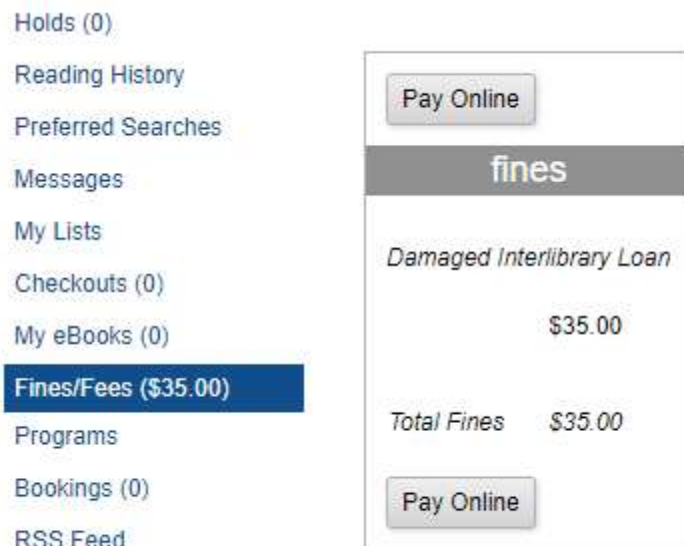 Holds (0)
Reading History
Preferred Searches
Messages
My Lists
Checkouts (0)
My eBooks (0)
Fines/Fees ($35.00)
Programs
Bookings (0)
RSS Feed
Pay Online
fines
Damaged Interlibrary Loan
$35.00
Total Fines $35.00
Pay Online